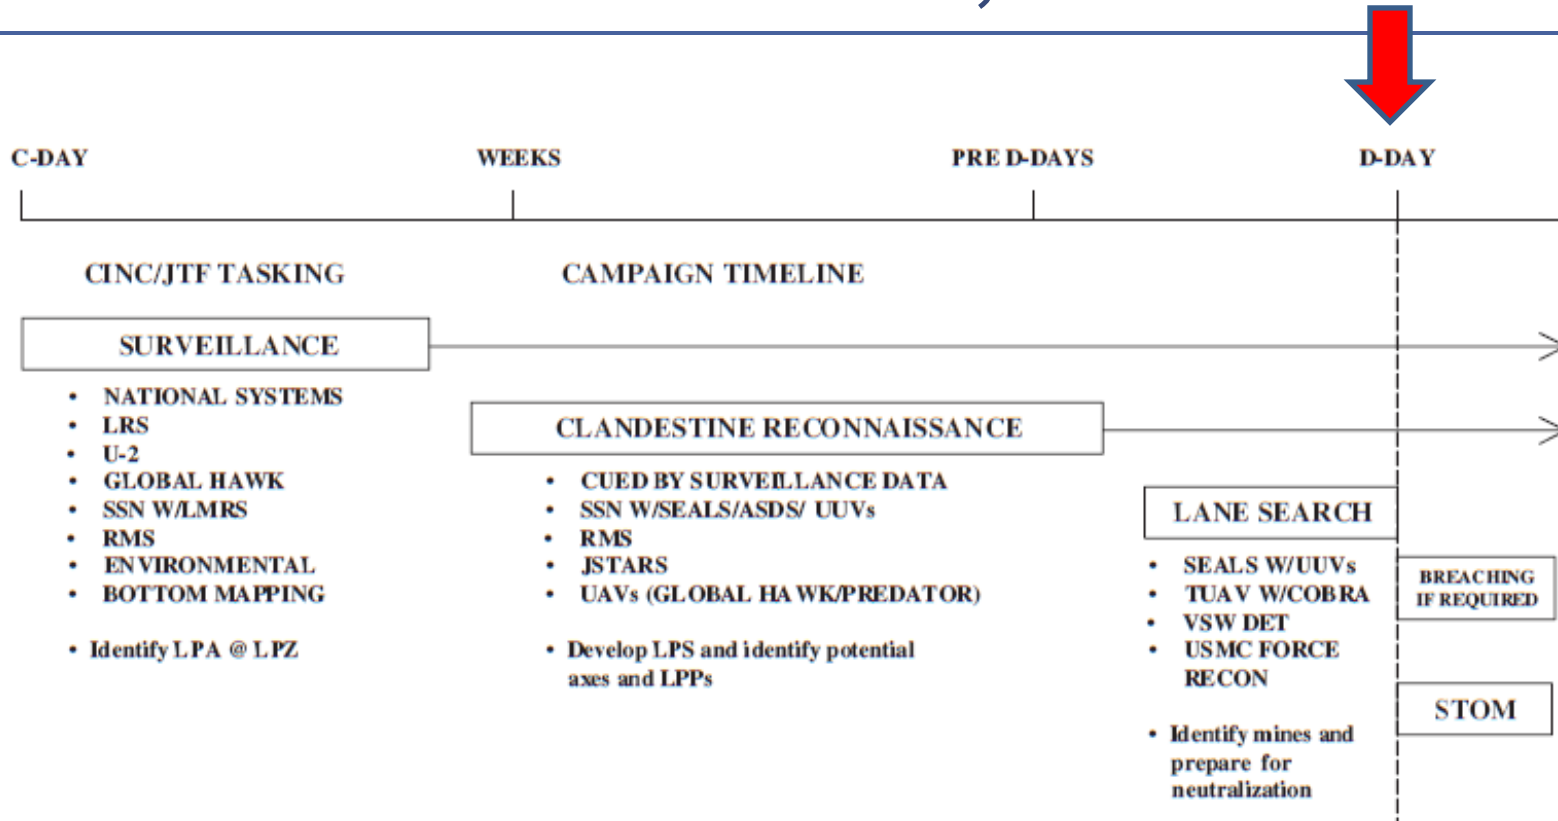 C-DAY WEEKS PRE D-DAYS D-DAY
CINC/JTF TASKING CAMPAIGN TIMELINE
SURVEILLANCE
• NATIONAL SYSTEMS
• LRS
• U-2
• GLOBAL HAWK
• SSN W/LMRS
• RMS
• ENVIRONMENTAL
• BOTTOM MAPPING
• Identify LPA @ LPZ
CLANDESTINE RECONNAISSANCE
• CUED BY SURVEILLANCE DATA
• SSN W/SEALS/ASDS/ UUVs
• RMS
• JSTARS
• UAVs (GLOBAL HAWK/PREDATOR)
• Develop LPS and identify potential
axes and LPPs
LANE SEARCH
• SEALS W/UUVs
• TUAV W/COBRA
• VSW DET
• USMC FORCE
RECON
• Identify mines and
prepare for
neutralization
BREACHING
IF REQUIRED
STOM